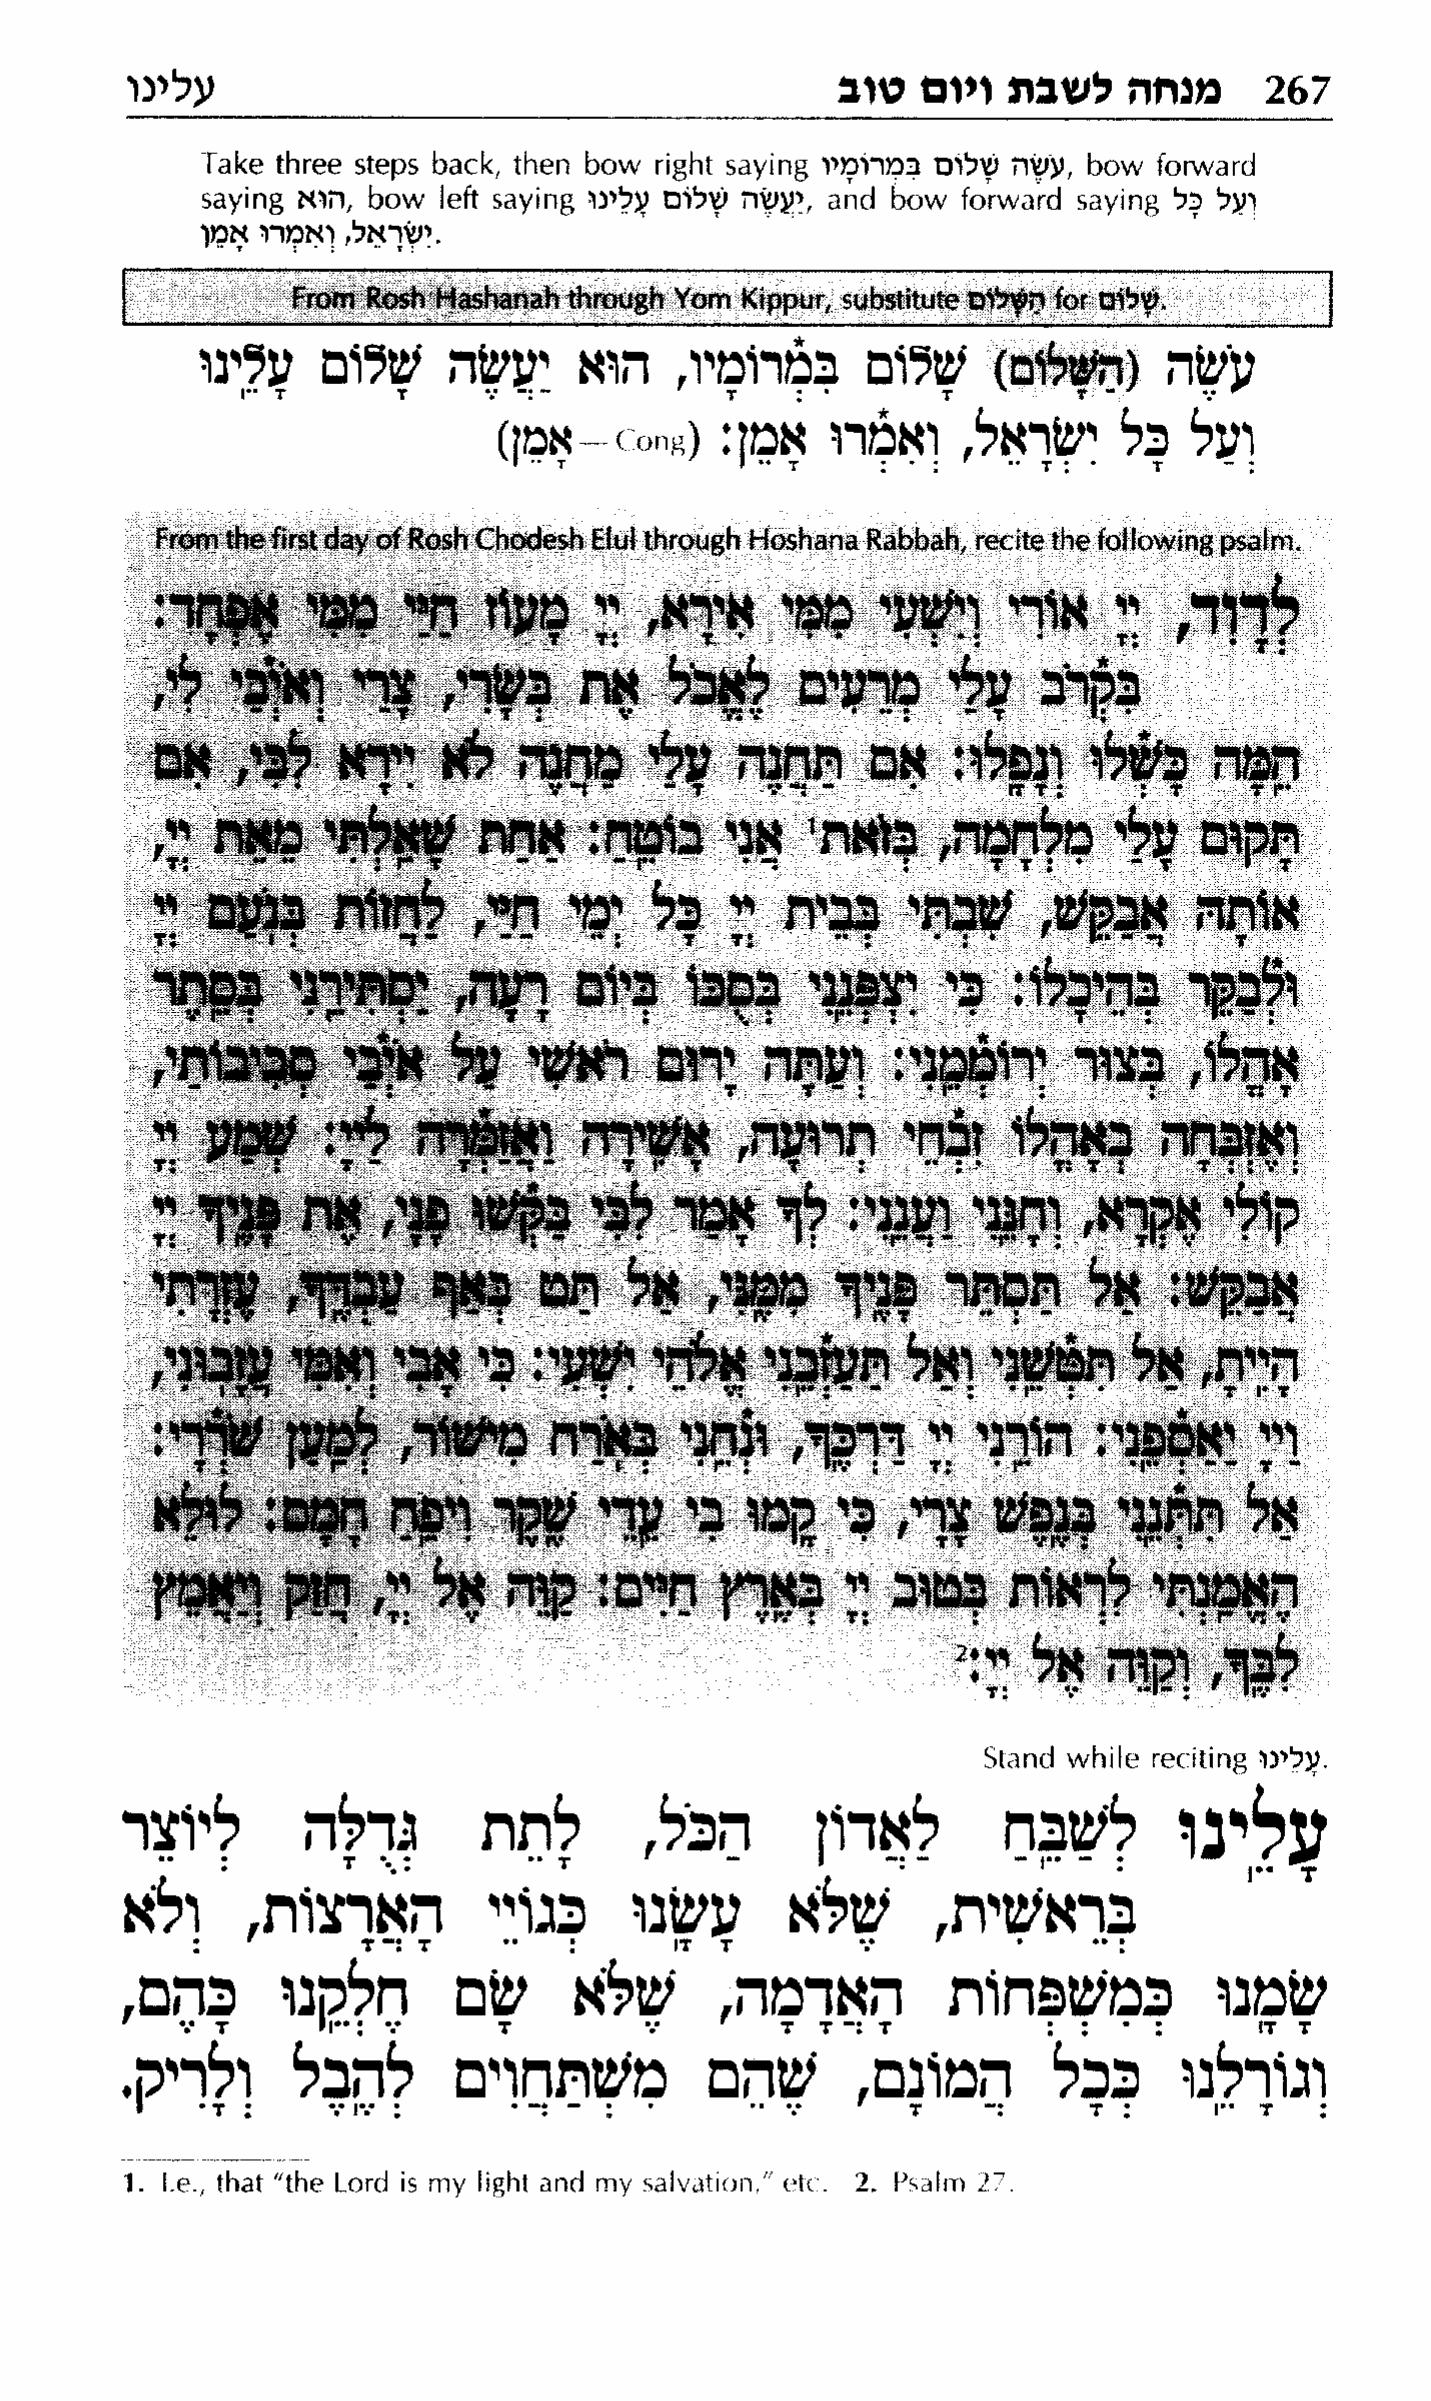 267 מנחה לשבת ויום טוב עלינו
Take three steps back, then bow right saying עֹשֶׂה שָׁלוֹם בִּמְרוֹמָיו, bow forward
saying הוּא, bow left saying יַעֲשֶׂה שָׁלוֹם עָלֵינוּ, and bow forward saying וְעַל כָּל
יִשְׂרָאֵל, וְאִמְרוּ אָמֵן.
From Rosh Hashanah through Yom Kippur, substitute הַשָּׁלוֹם for שָׁלוֹם.
עֹשֶׂה (הַשָּׁלוֹם) שָׁלוֹם בִּמְ֒רוֹמָיו, הוּא יַעֲשֶׂה שָׁלוֹם עָלֵֽינוּ
וְעַל כָּל יִשְׂרָאֵל, וְאִמְ֒רוּ אָמֵן: (Cong—אָמֵן)
From the first day of Rosh Chodesh Elul through Hoshana Rabbah, recite the following psalm.
לְדָוִד, יְיָ אוֹרִי וְיִשְׁעִי מִמִּי אִירָא, יְיָ מָעוֹז חַיַּי מִמִּי אֶפְחָד:
בִּקְ֒רֹב עָלַי מְרֵעִים לֶאֱכֹל אֶת בְּשָׂרִי, צָרַי וְאֹיְ֒בַי לִי,
הֵֽמָּה כָּשְׁ֒לוּ וְנָפָֽלוּ: אִם תַּחֲנֶה עָלַי מַחֲנֶה לֹא יִירָא לִבִּי, אִם
תָּקוּם עָלַי מִלְחָמָה, בְּזֹאת¹ אֲנִי בוֹטֵֽחַ: אַחַת שָׁאַֽלְתִּי מֵאֵת יְיָ,
אוֹתָהּ אֲבַקֵּשׁ, שִׁבְתִּי בְּבֵית יְיָ כָּל יְמֵי חַיַּי, לַחֲזוֹת בְּנֹֽעַם יְיָ
וּלְבַקֵּר בְּהֵיכָלוֹ: כִּי יִצְפְּנֵֽנִי בְּסֻכּוֹ בְּיוֹם רָעָה, יַסְתִּירֵֽנִי בְּסֵֽתֶר
אָהֳלוֹ, בְּצוּר יְרוֹמְ֒מֵֽנִי: וְעַתָּה יָרוּם רֹאשִׁי עַל אֹיְ֒בַי סְבִיבוֹתַי,
וְאֶזְבְּחָה בְאָהֳלוֹ זִבְ֒חֵי תְרוּעָה, אָשִֽׁירָה וַאֲזַמְּ֒רָה לַייָ: שְׁמַע יְיָ
קוֹלִי אֶקְרָא, וְחָנֵּֽנִי וַעֲנֵֽנִי: לְךָ אָמַר לִבִּי בַּקְּ֒שׁוּ פָנָי, אֶת פָּנֶֽיךָ יְיָ
אֲבַקֵּשׁ: אַל תַּסְתֵּר פָּנֶֽיךָ מִמֶּֽנִּי, אַל תַּט בְּאַף עַבְדֶּֽךָ, עֶזְרָתִי
הָיִֽיתָ, אַל תִּטְּ֒שֵֽׁנִי וְאַל תַּעַזְ֒בֵֽנִי אֱלֹהֵי יִשְׁעִי: כִּי אָבִי וְאִמִּי עֲזָבֽוּנִי,
וַייָ יַאַסְ֒פֵֽנִי: הוֹרֵֽנִי יְיָ דַּרְכֶּֽךָ, וּנְחֵֽנִי בְּאֹֽרַח מִישׁוֹר, לְמַֽעַן שׁוֹרְ֒רָי:
אַל תִּתְּ֒נֵֽנִי בְּנֶֽפֶשׁ צָרָי, כִּי קָֽמוּ בִי עֵֽדֵי שֶֽׁקֶר וִיפֵֽחַ חָמָס: לוּלֵא
הֶאֱמַֽנְתִּי לִרְאוֹת בְּטוּב יְיָ בְּאֶֽרֶץ חַיִּים: קַוֵּה אֶל יְיָ, חֲזַק וְיַאֲמֵץ
לִבֶּֽךָ, וְקַוֵּה אֶל יְיָ:²
Stand while reciting עָלֵינוּ.
עָלֵֽינוּ לְשַׁבֵּֽחַ לַאֲדוֹן הַכֹּל, לָתֵת גְּדֻלָּה לְיוֹצֵר
בְּרֵאשִׁית, שֶׁלֹּא עָשָֽׂנוּ כְּגוֹיֵי הָאֲרָצוֹת, וְלֹא
שָׂמָֽנוּ כְּמִשְׁפְּחוֹת הָאֲדָמָה, שֶׁלֹּא שָׂם חֶלְקֵֽנוּ כָּהֶם,
וְגוֹרָלֵֽנוּ כְּכָל הֲמוֹנָם, שֶׁהֵם מִשְׁתַּחֲוִים לְהֶֽבֶל וְלָרִיק.
1. I.e., that "the Lord is my light and my salvation," etc. 2. Psalm 27.